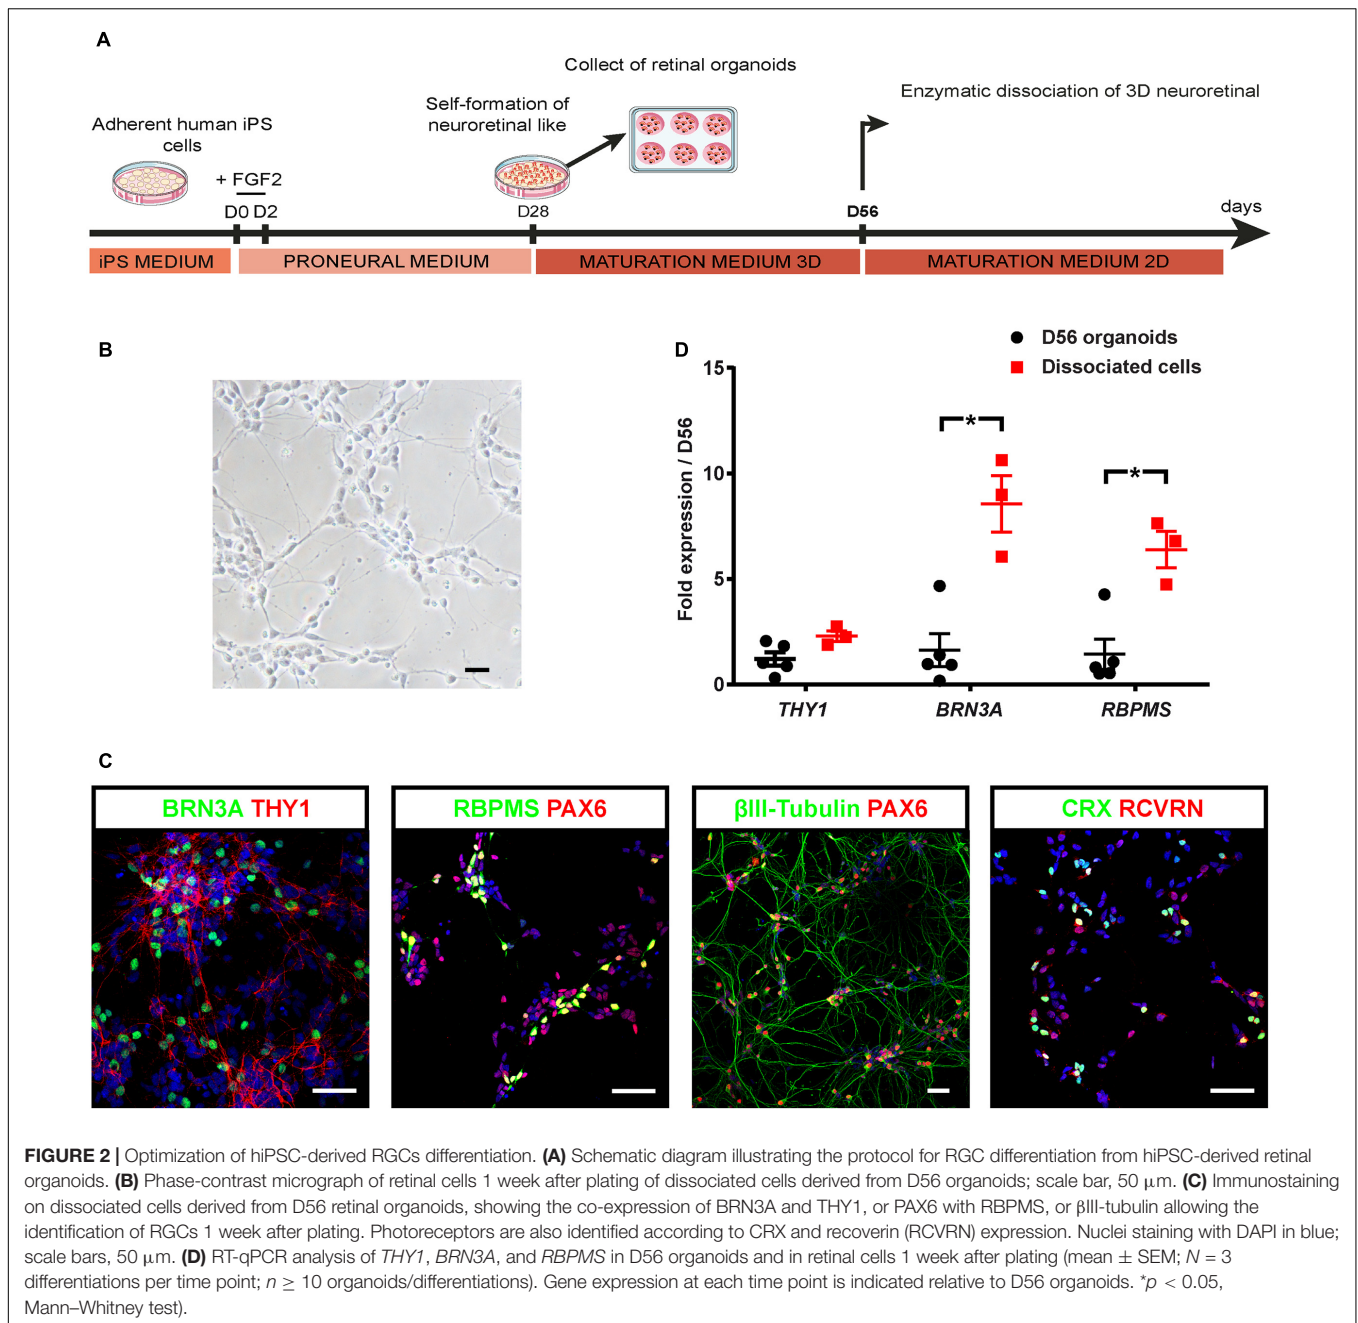 A
Collect of retinal organoids
Enzymatic dissociation of 3D neuroretinal
Self-formation of
neuroretinal like
Adherent human iPS
cells
+ FGF2
D0 D2
D28
D56
days
iPS MEDIUM
PRONEURAL MEDIUM
MATURATION MEDIUM 3D
MATURATION MEDIUM 2D
B
D
D56 organoids
Dissociated cells
Fold expression / D56
15
10
5
0
*
*
THY1
BRN3A
RBPMS
C
BRN3A THY1
RBPMS PAX6
βIII-Tubulin PAX6
CRX RCVRN
FIGURE 2 | Optimization of hiPSC-derived RGCs differentiation. (A) Schematic diagram illustrating the protocol for RGC differentiation from hiPSC-derived retinal
organoids. (B) Phase-contrast micrograph of retinal cells 1 week after plating of dissociated cells derived from D56 organoids; scale bar, 50 μm. (C) Immunostaining
on dissociated cells derived from D56 retinal organoids, showing the co-expression of BRN3A and THY1, or PAX6 with RBPMS, or βIII-tubulin allowing the
identification of RGCs 1 week after plating. Photoreceptors are also identified according to CRX and recoverin (RCVRN) expression. Nuclei staining with DAPI in blue;
scale bars, 50 μm. (D) RT-qPCR analysis of THY1, BRN3A, and RBPMS in D56 organoids and in retinal cells 1 week after plating (mean ± SEM; N = 3
differentiations per time point; n ≥ 10 organoids/differentiations). Gene expression at each time point is indicated relative to D56 organoids. *p < 0.05,
Mann–Whitney test).